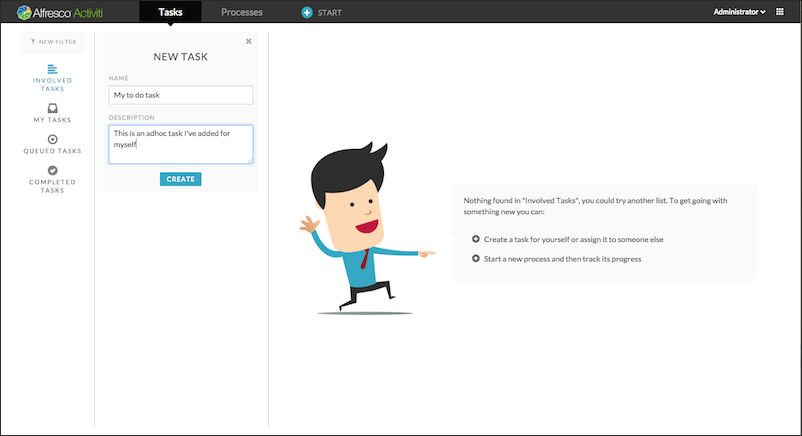 Alfresco Activiti
Tasks
Processes
START
Administrator
NEW FILTER
INVOLVED
TASKS
MY TASKS
QUEUED TASKS
COMPLETED
TASKS
NEW TASK
NAME
My to do task
DESCRIPTION
This is an adhoc task I've added for
myself
CREATE
Nothing found in "Involved Tasks", you could try another list. To get going with
something new you can:
Create a task for yourself or assign it to someone else
Start a new process and then track its progress